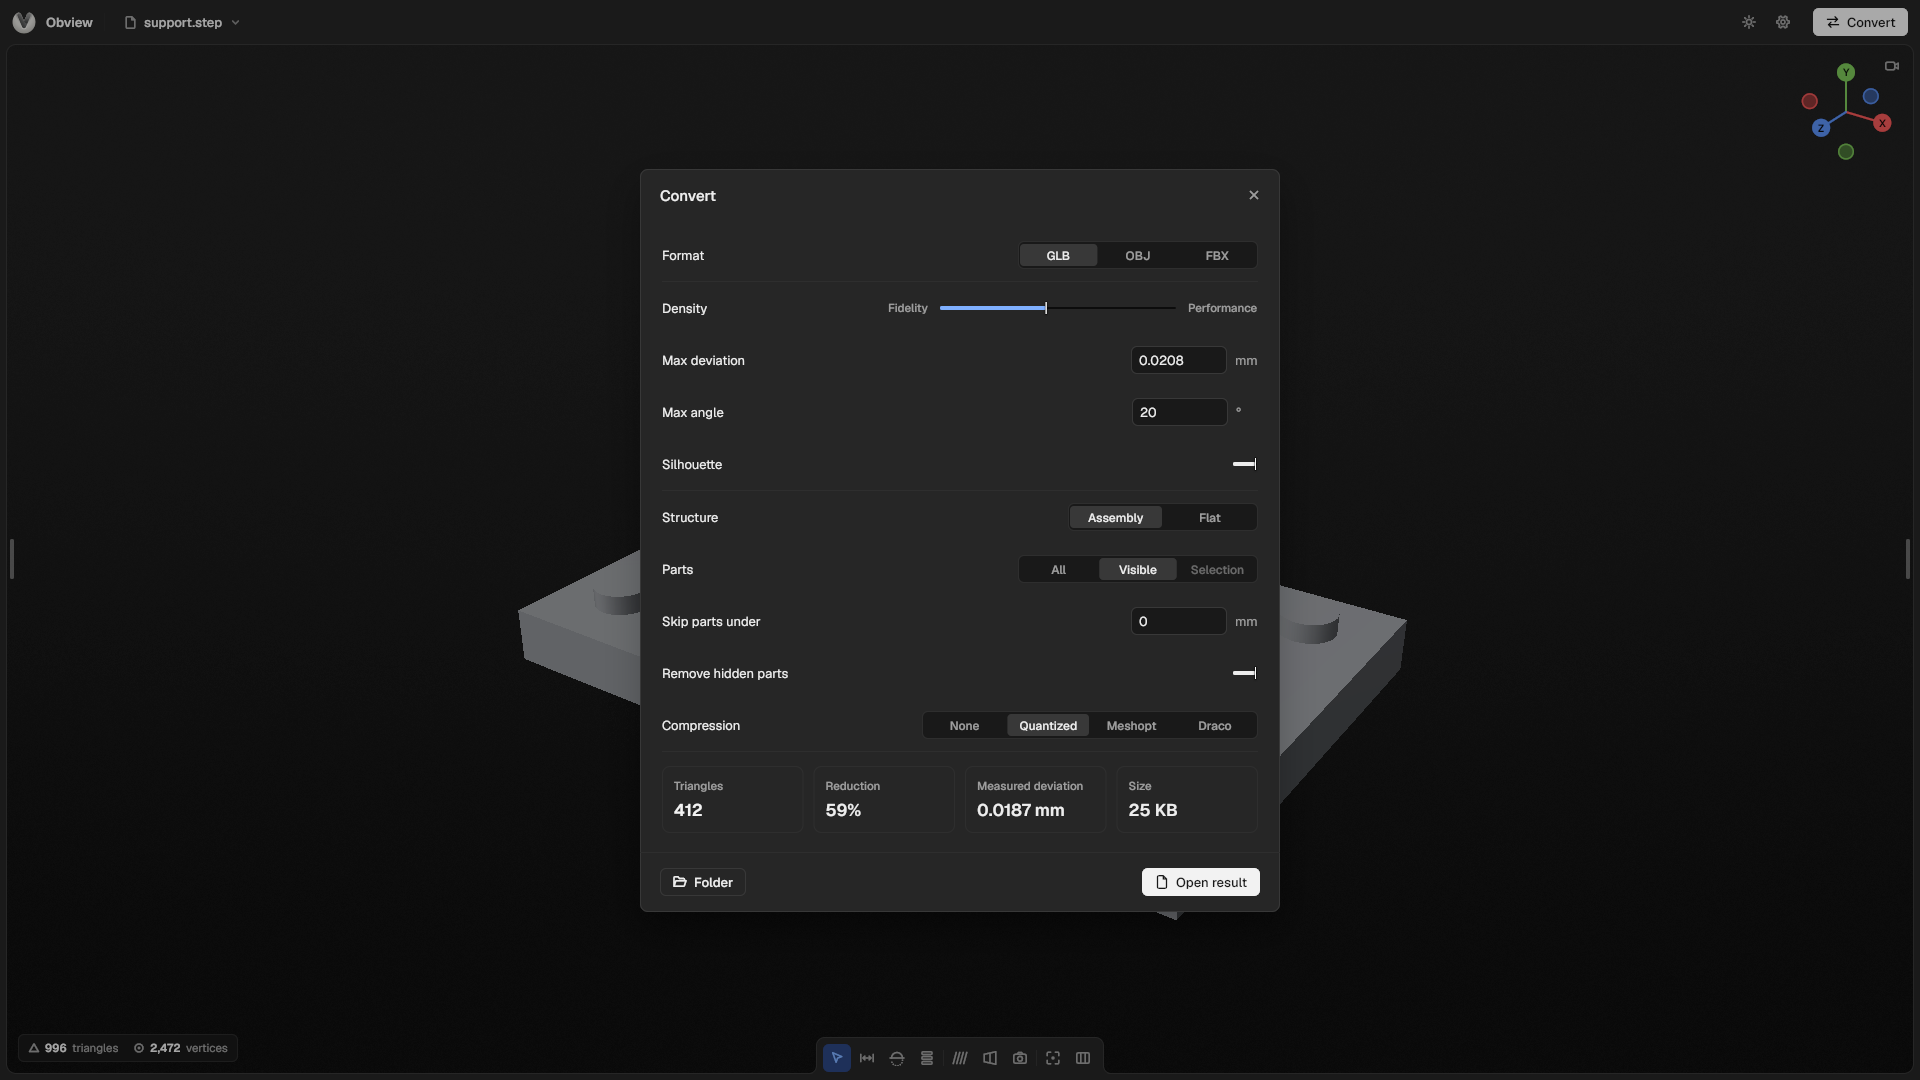 Obview support.step Convert
Y
X
Z
Convert
Format GLB OBJ FBX
Density Fidelity Performance
Max deviation 0.0208 mm
Max angle 20 °
Silhouette
Structure Assembly Flat
Parts All Visible Selection
Skip parts under 0 mm
Remove hidden parts
Compression None Quantized Meshopt Draco
Triangles Reduction Measured deviation Size
412 59% 0.0187 mm 25 KB
Folder Open result
996 triangles 2,472 vertices